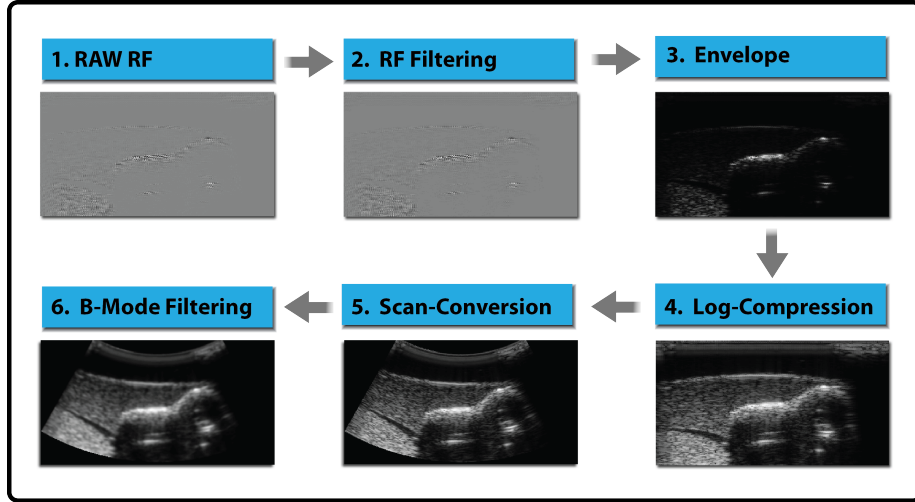 1. RAW RF
2. RF Filtering
3. Envelope
4. Log-Compression
5. Scan-Conversion
6. B-Mode Filtering